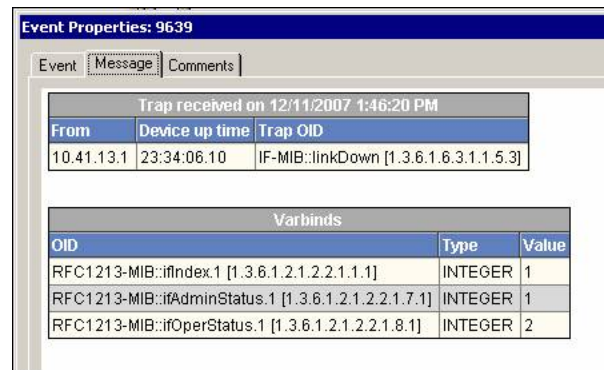 Event Properties: 9639
Event Message Comments
Trap received on 12/11/2007 1:46:20 PM
From Device up time Trap OID
10.41.13.1 23:34:06.10 IF-MIB::linkDown [1.3.6.1.6.3.1.1.5.3]
Varbinds
OID Type Value
RFC1213-MIB::ifIndex.1 [1.3.6.1.2.1.2.2.1.1.1] INTEGER 1
RFC1213-MIB::ifAdminStatus.1 [1.3.6.1.2.1.2.2.1.7.1] INTEGER 1
RFC1213-MIB::ifOperStatus.1 [1.3.6.1.2.1.2.2.1.8.1] INTEGER 2